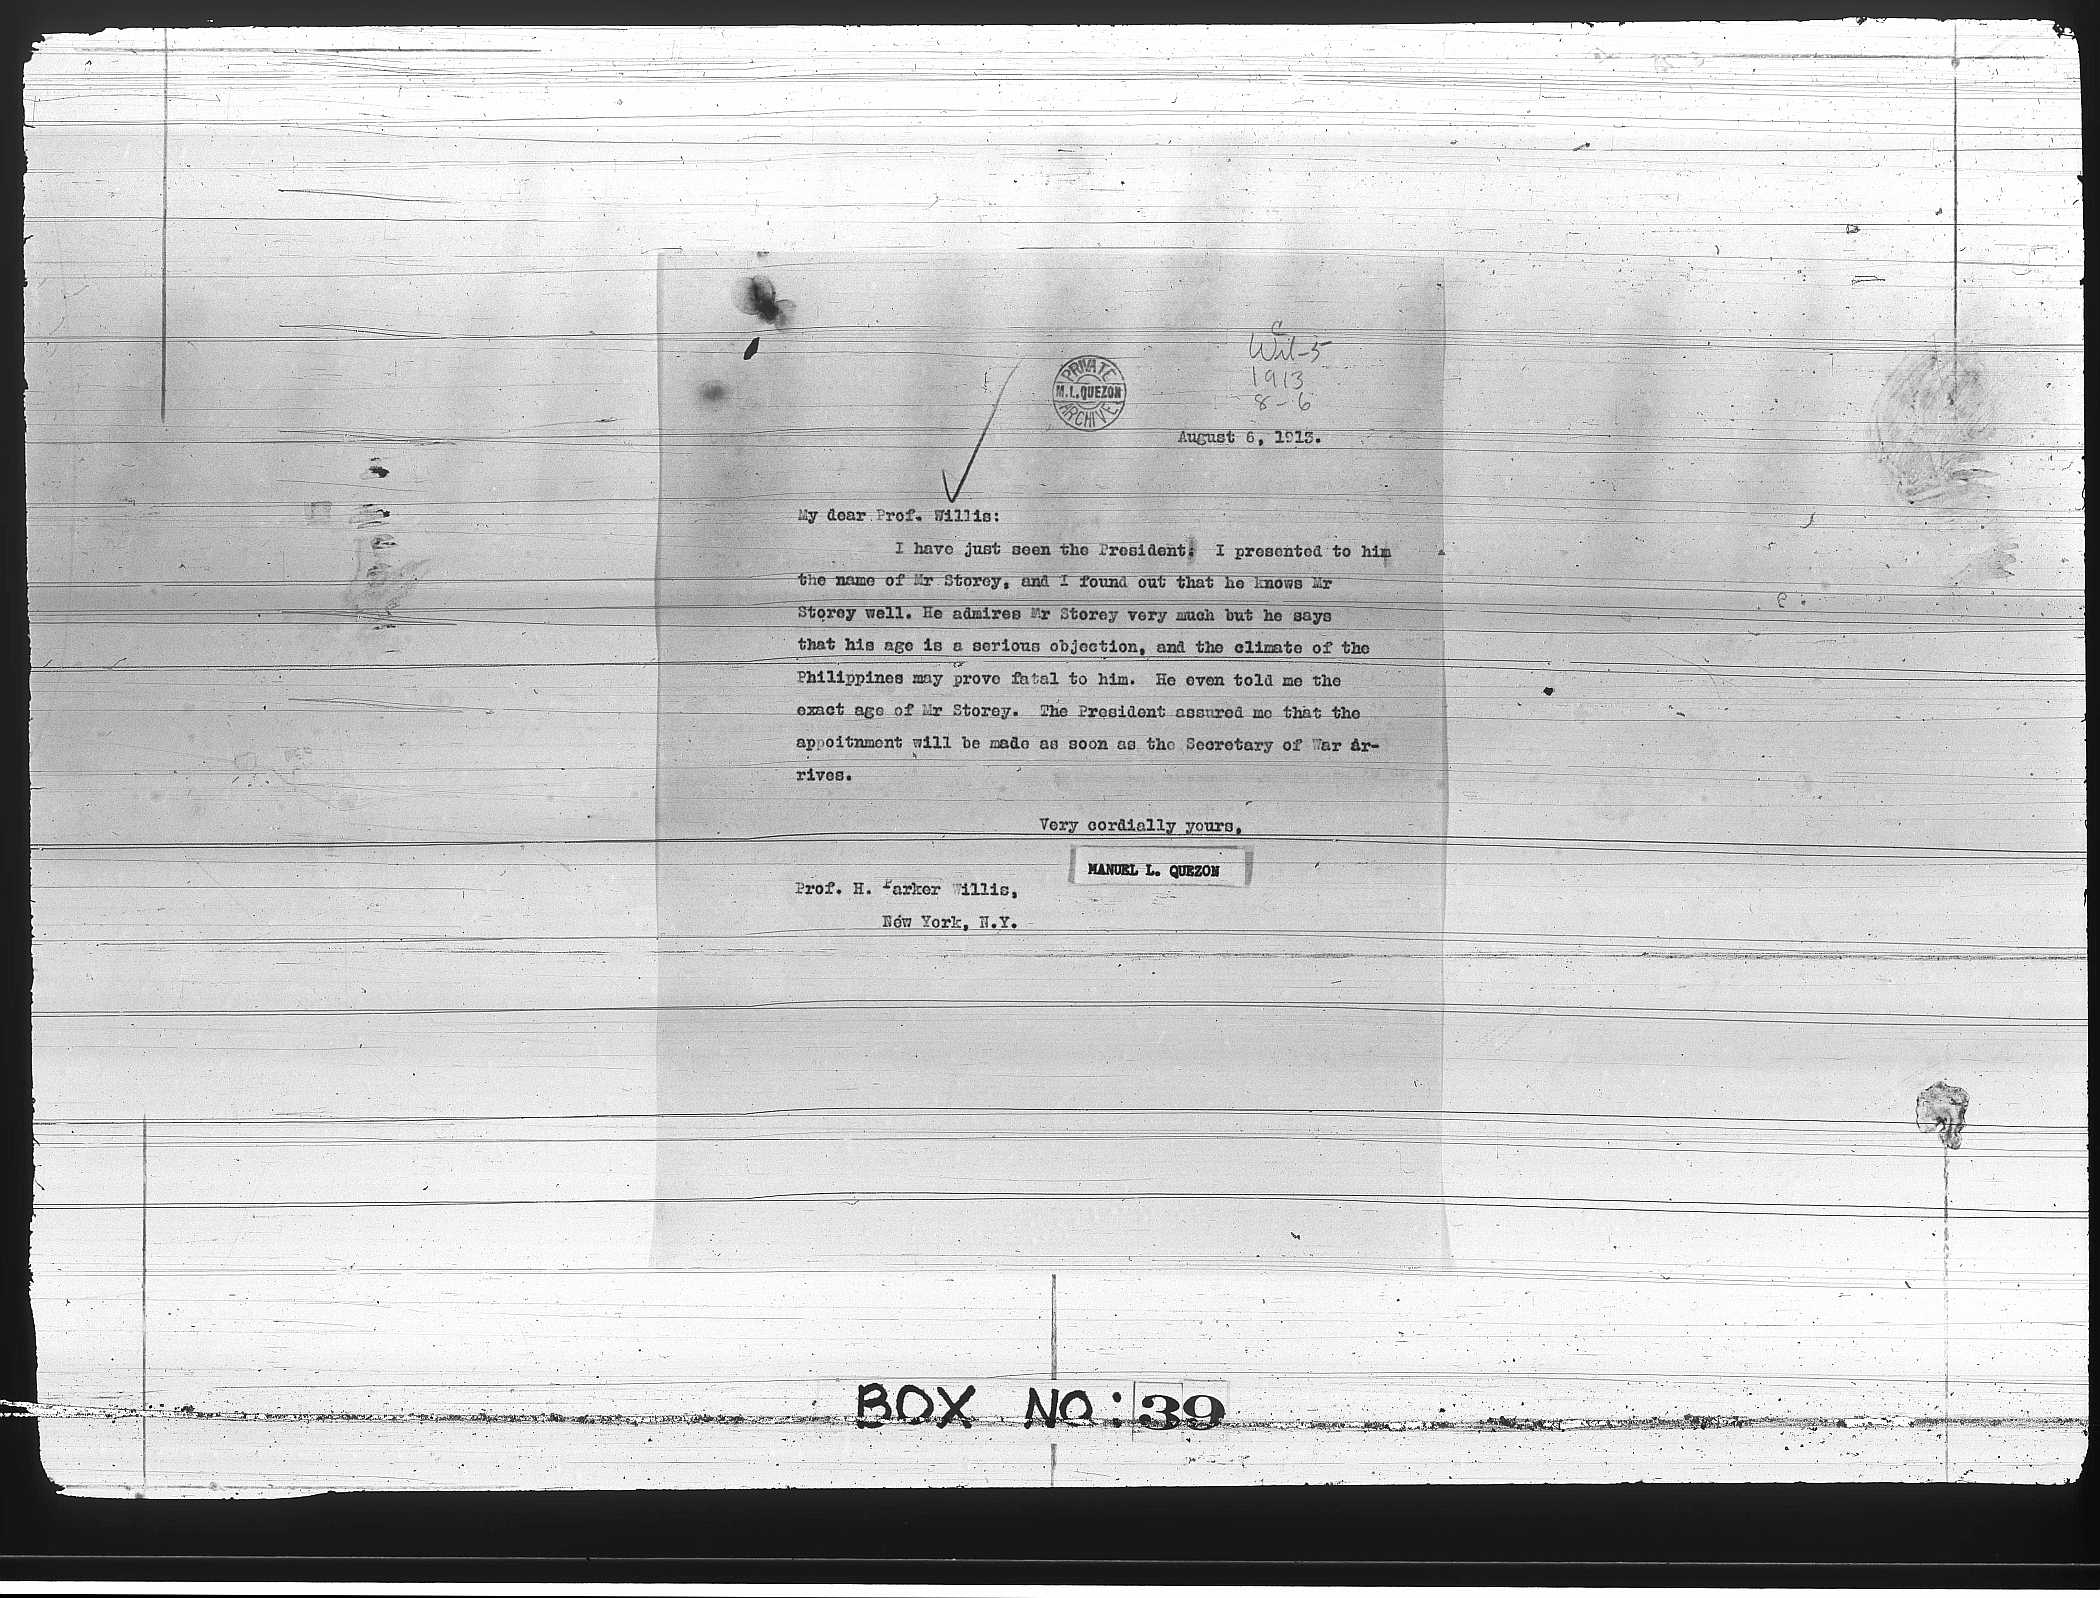 C
Wil-5
1913
8-6
PRIVATE
M.L.QUEZON
ARCHIVE
August 6, 1913.
My dear Prof. Willis:
I have just seen the President. I presented to him
the name of Mr Storey, and I found out that he knows Mr
Storey well. He admires Mr Storey very much but he says
that his age is a serious objection, and the climate of the
Philippines may prove fatal to him. He even told me the
exact age of Mr Storey. The President assured me that the
appoitnment will be made as soon as the Secretary of War ar-
rives.
Very cordially yours,
MANUEL L. QUEZON
Prof. H. Parker Willis,
New York, N.Y.
BOX NO: 39